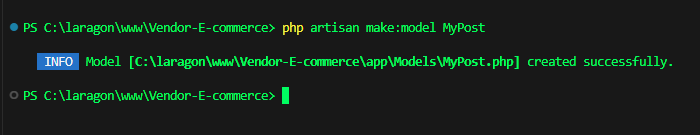 PS C:\laragon\www\Vendor-E-commerce> php artisan make:model MyPost
INFO Model [C:\laragon\www\Vendor-E-commerce\app\Models\MyPost.php] created successfully.
PS C:\laragon\www\Vendor-E-commerce>